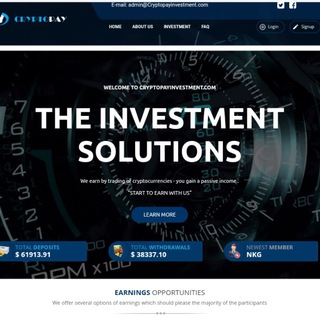 E-mail: admin@Cryptopayinvestment.com
CRYPTOPAY
HOME ABOUT US INVESTMENT FAQ Login Signup
WELCOME TO CRYPTOPAYINVESTMENT.COM
THE INVESTMENT
SOLUTIONS
We earn by trading of cryptocurrencies - you gain a passive income.
"START TO EARN WITH US"
LEARN MORE
TOTAL DEPOSITS
$ 61913.91
TOTAL WITHDRAWALS
$ 38337.10
NEWEST MEMBER
NKG
RPM x100
EARNINGS OPPORTUNITIES
We offer several options of earnings which should please the majority of the participants